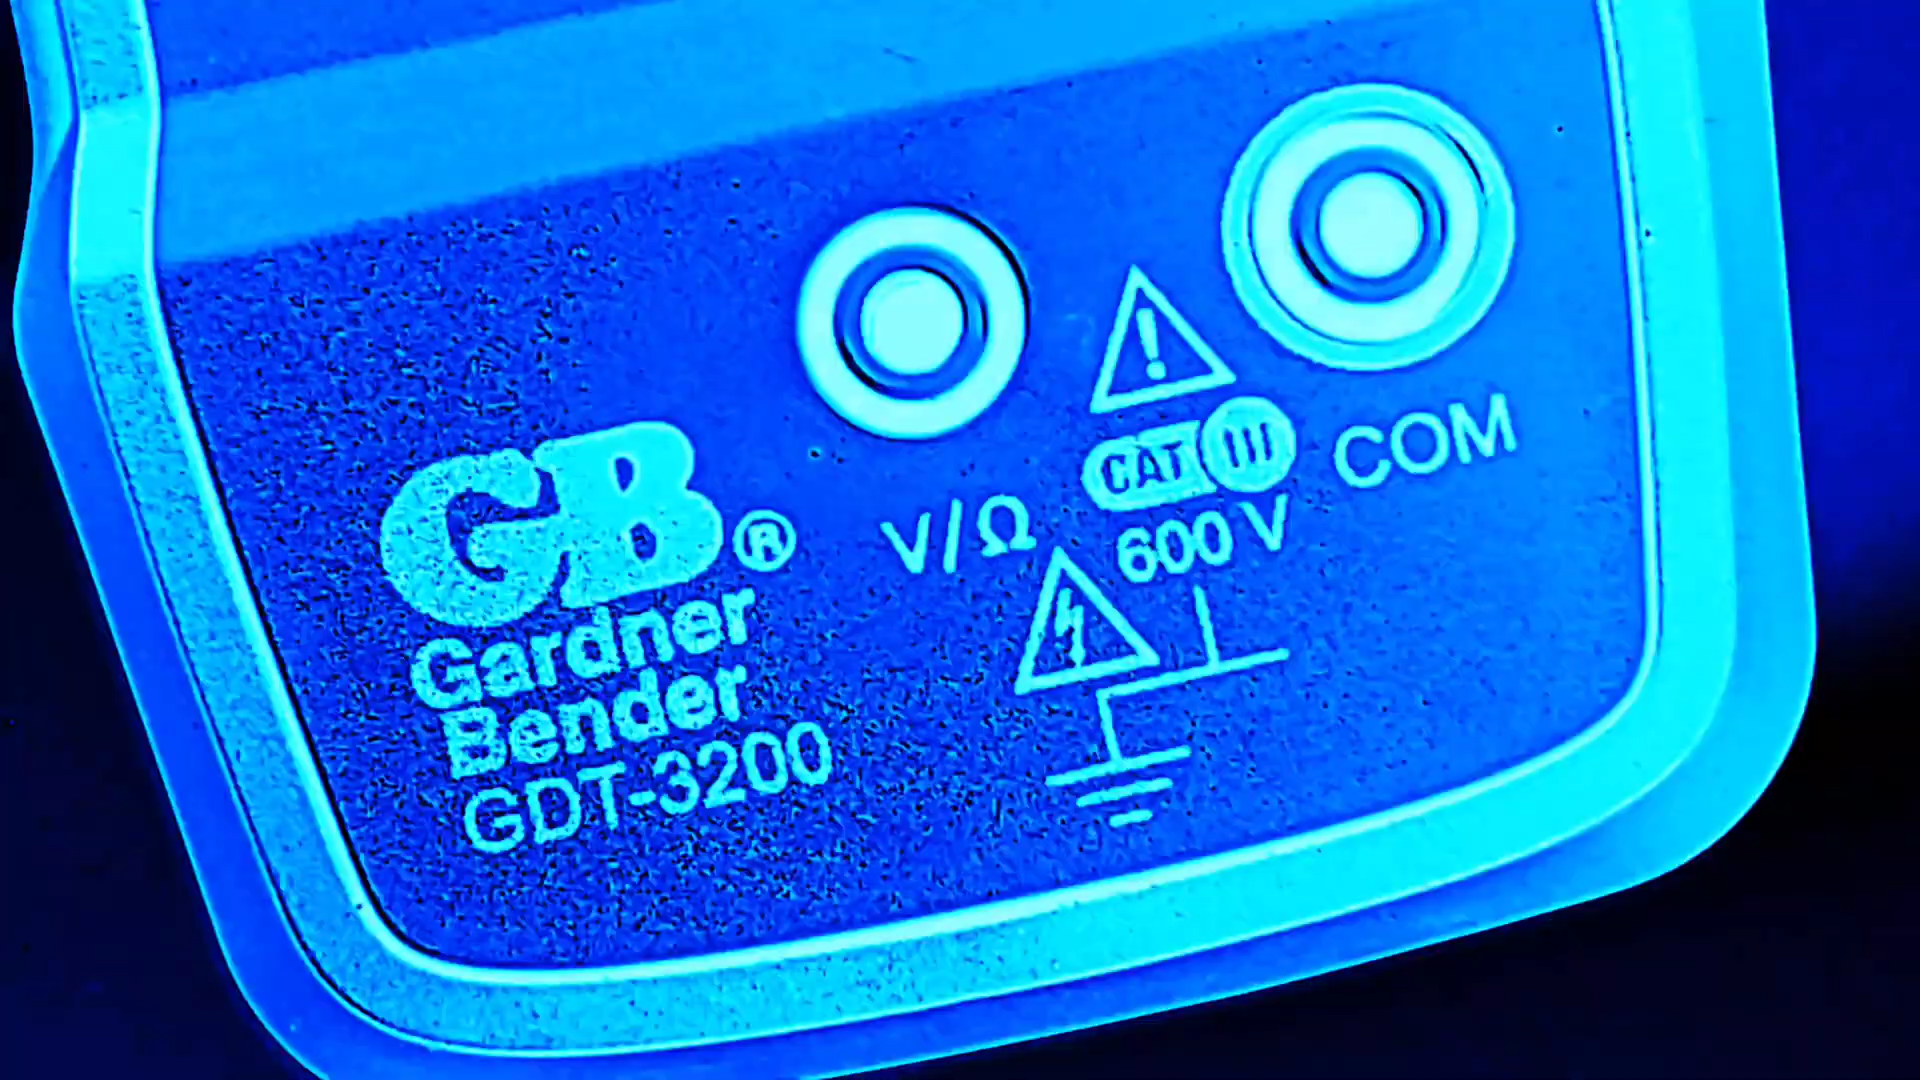 GB®
Gardner
Bender
GDT-3200
V/Ω
CAT III
600 V
COM